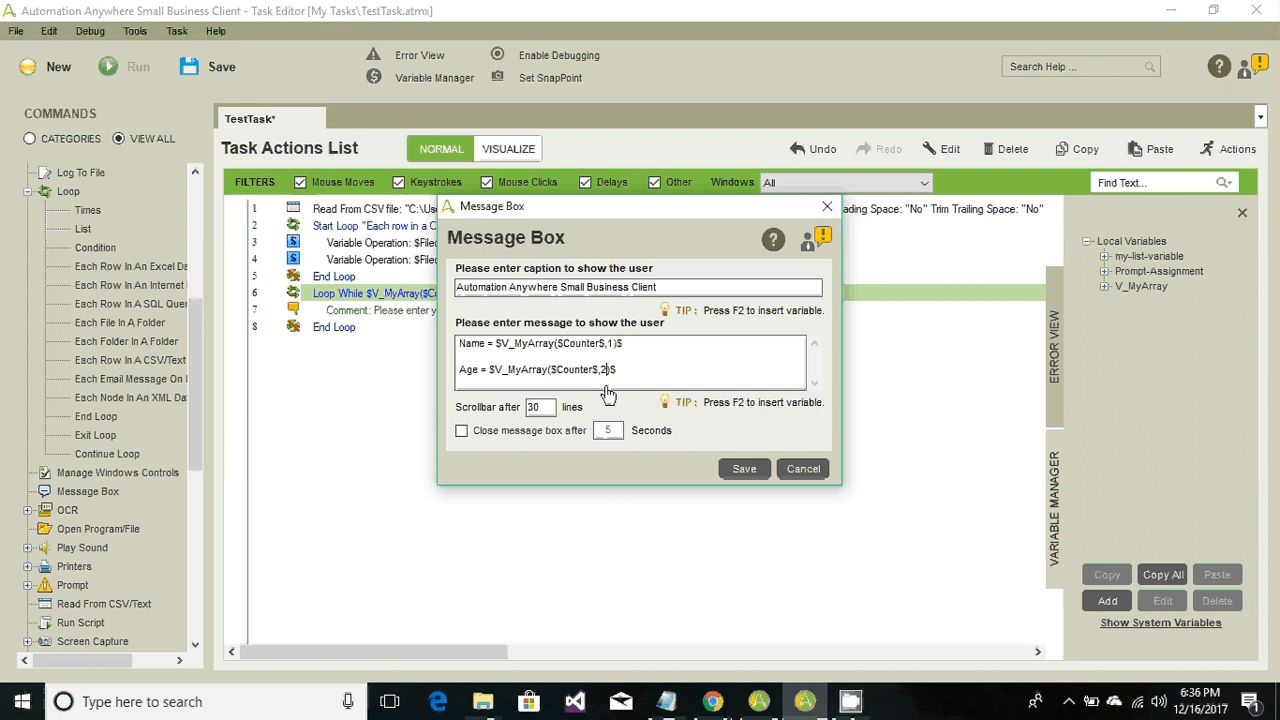 Automation Anywhere Small Business Client - Task Editor [My Tasks\TestTask.atmx]
File Edit Debug Tools Task Help
New Run Save
Error View
Variable Manager
Enable Debugging
Set SnapPoint
Search Help ...
COMMANDS
CATEGORIES VIEW ALL
Log To File
Loop
Times
List
Condition
Each Row In An Excel Da
Each Row In An Internet
Each Row In A SQL Quer
Each File In A Folder
Each Folder In A Folder
Each Row In A CSV/Text
Each Email Message On
Each Node In An XML Dat
End Loop
Exit Loop
Continue Loop
Manage Windows Controls
Message Box
OCR
Open Program/File
Play Sound
Printers
Prompt
Read From CSV/Text
Run Script
Screen Capture
TestTask*
Task Actions List
NORMAL VISUALIZE
Undo Redo Edit Delete Copy Paste Actions
FILTERS Mouse Moves Keystrokes Mouse Clicks Delays Other Windows All Find Text...
1 Read From CSV file: "C:\Use
ading Space: "No" Trim Trailing Space: "No"
2 Start Loop "Each row in a C
3 Variable Operation: $Filed
4 Variable Operation: $Filed
5 End Loop
6 Loop While $V_MyArray($Co
7 Comment: Please enter y
8 End Loop
Message Box
Message Box
Please enter caption to show the user
Automation Anywhere Small Business Client
TIP : Press F2 to insert variable.
Please enter message to show the user
Name = $V_MyArray($Counter$,1)$
Age = $V_MyArray($Counter$,2)$
Scrollbar after 30 lines
TIP : Press F2 to insert variable.
Close message box after 5 Seconds
Save Cancel
ERROR VIEW
VARIABLE MANAGER
Local Variables
my-list-variable
Prompt-Assignment
V_MyArray
Copy Copy All Paste
Add Edit Delete
Show System Variables
Type here to search
6:36 PM
12/16/2017
1